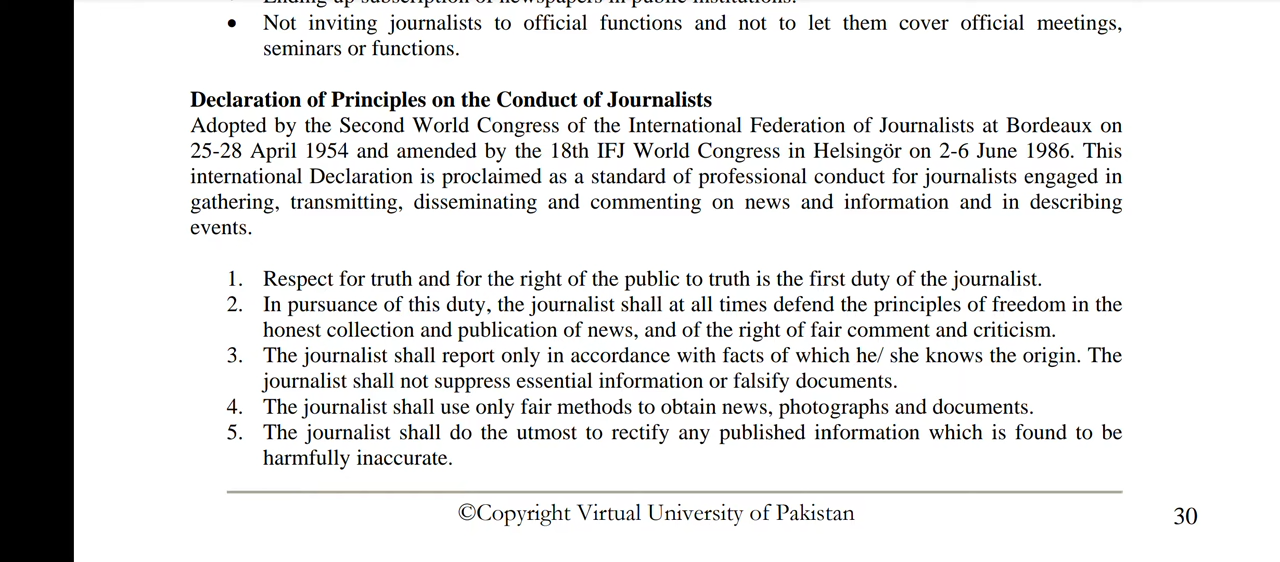 Ending up subscription of newspapers in public institutions.
• Not inviting journalists to official functions and not to let them cover official meetings,
seminars or functions.
Declaration of Principles on the Conduct of Journalists
Adopted by the Second World Congress of the International Federation of Journalists at Bordeaux on
25-28 April 1954 and amended by the 18th IFJ World Congress in Helsingör on 2-6 June 1986. This
international Declaration is proclaimed as a standard of professional conduct for journalists engaged in
gathering, transmitting, disseminating and commenting on news and information and in describing
events.
1. Respect for truth and for the right of the public to truth is the first duty of the journalist.
2. In pursuance of this duty, the journalist shall at all times defend the principles of freedom in the
honest collection and publication of news, and of the right of fair comment and criticism.
3. The journalist shall report only in accordance with facts of which he/ she knows the origin. The
journalist shall not suppress essential information or falsify documents.
4. The journalist shall use only fair methods to obtain news, photographs and documents.
5. The journalist shall do the utmost to rectify any published information which is found to be
harmfully inaccurate.
©Copyright Virtual University of Pakistan
30